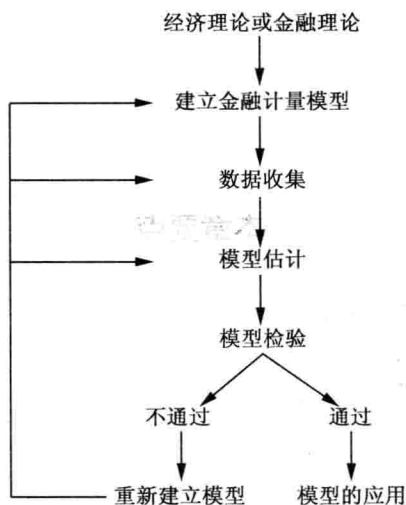 经济理论或金融理论
建立金融计量模型
数据收集
模型估计
模型检验
不通过 通过
重新建立模型 模型的应用